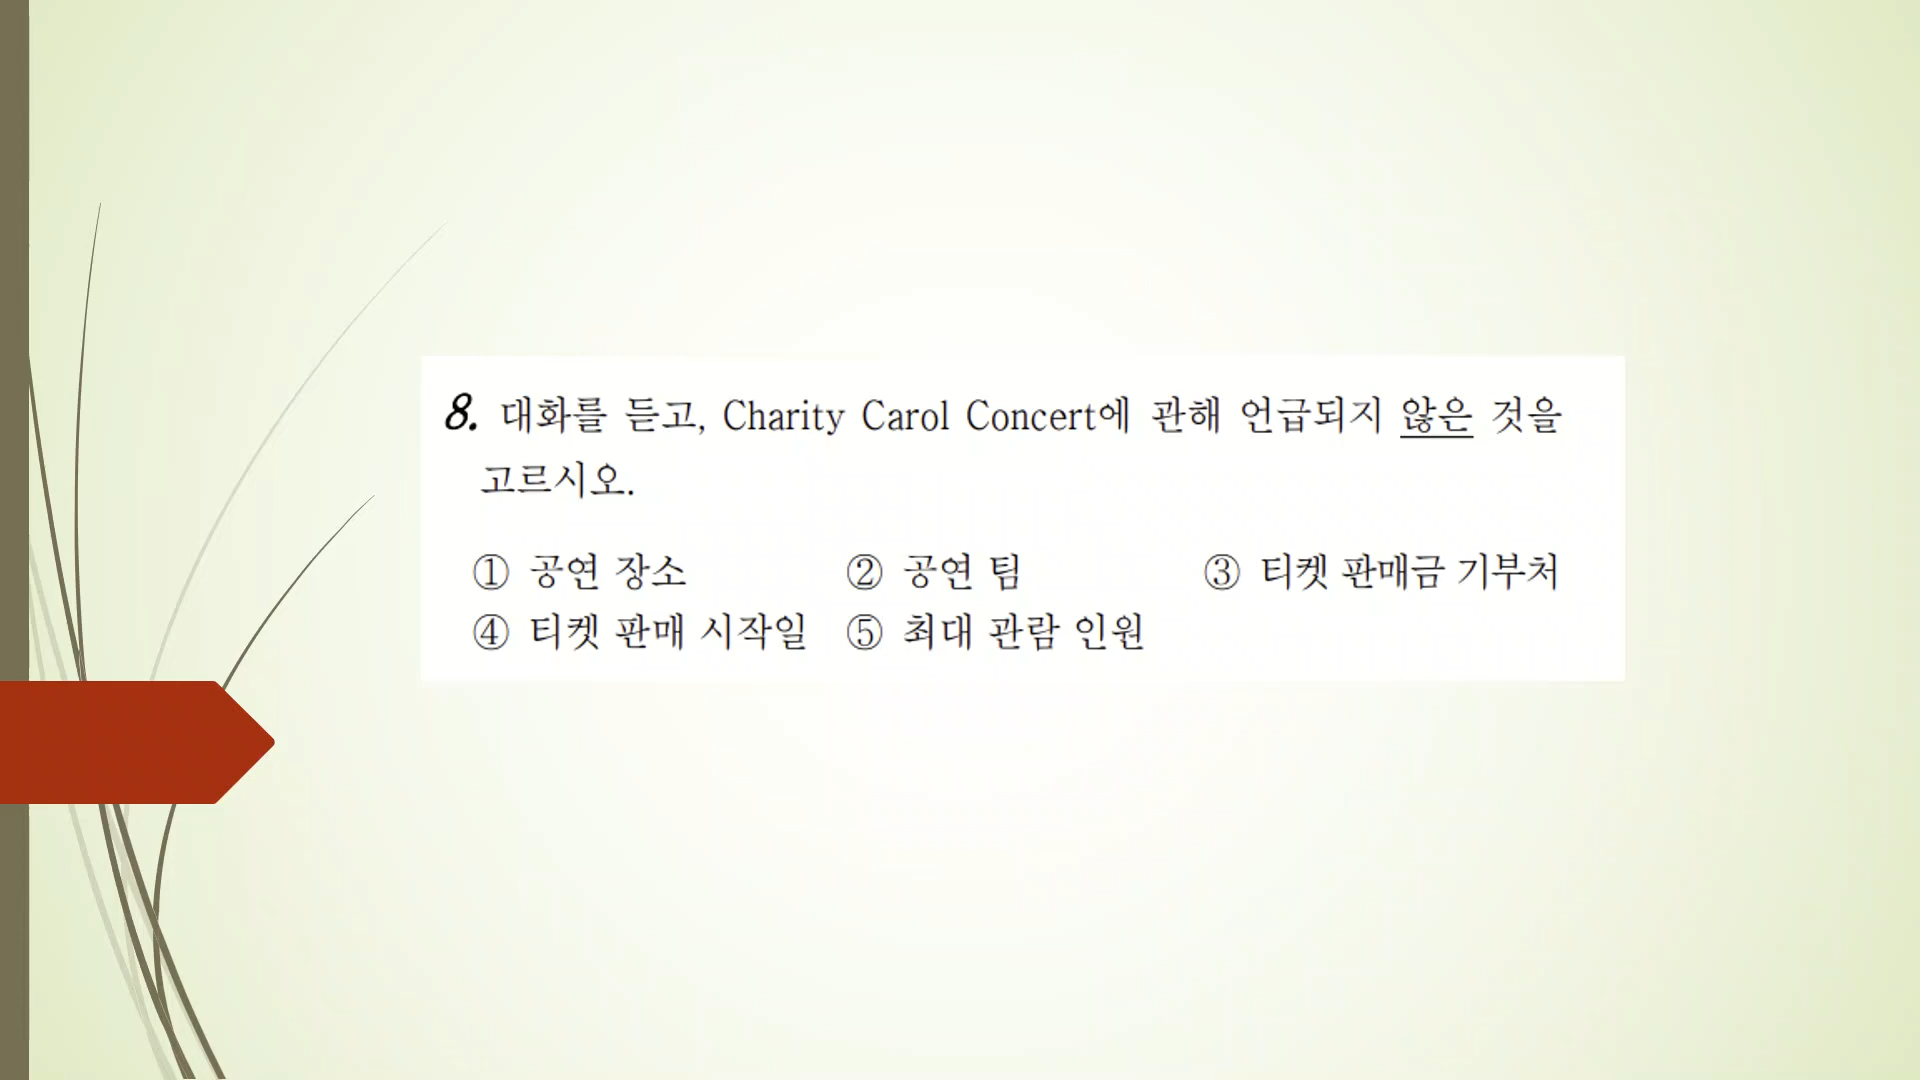 8. 대화를 듣고, Charity Carol Concert에 관해 언급되지 않은 것을
고르시오.
① 공연 장소 ② 공연 팀 ③ 티켓 판매금 기부처
④ 티켓 판매 시작일 ⑤ 최대 관람 인원